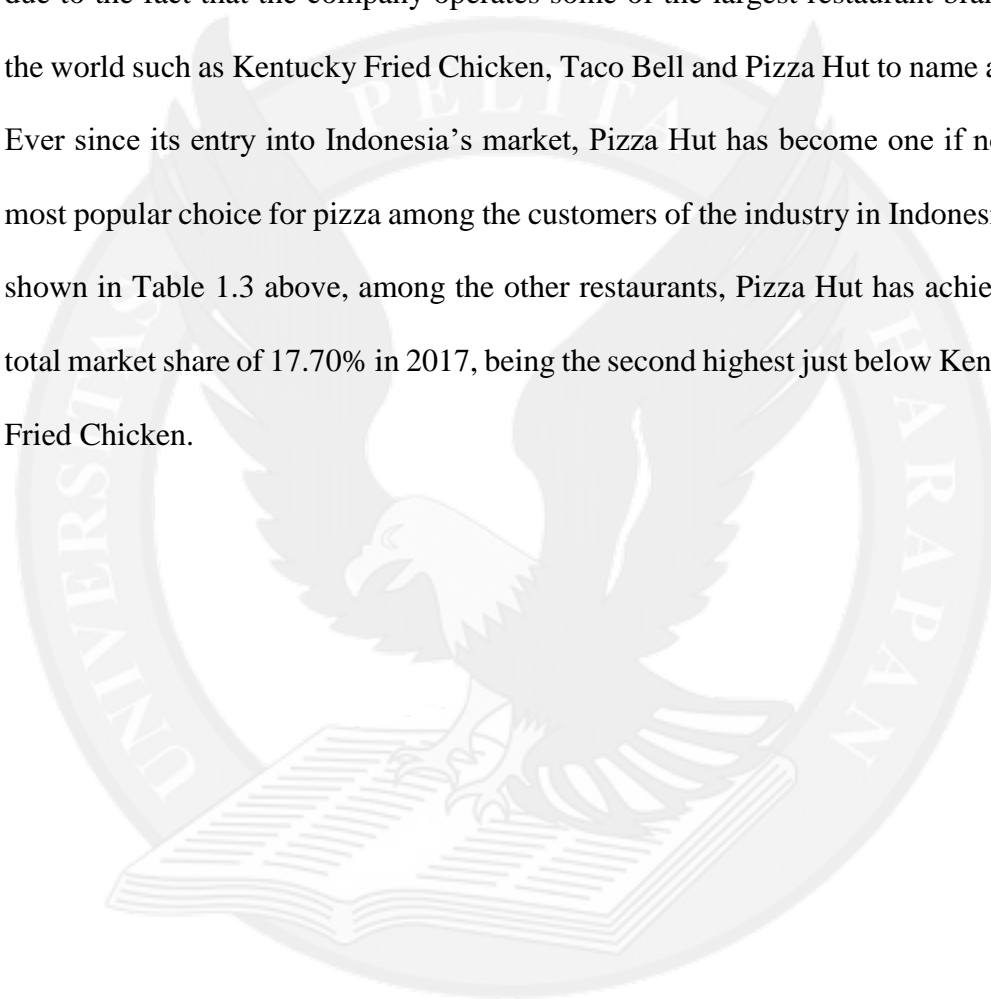 due to the fact that the company operates some of the largest restaurant bran
the world such as Kentucky Fried Chicken, Taco Bell and Pizza Hut to name a
Ever since its entry into Indonesia’s market, Pizza Hut has become one if n
most popular choice for pizza among the customers of the industry in Indonesi
shown in Table 1.3 above, among the other restaurants, Pizza Hut has achie
total market share of 17.70% in 2017, being the second highest just below Ken
Fried Chicken.
UNIVERSITAS PELITA HARAPAN